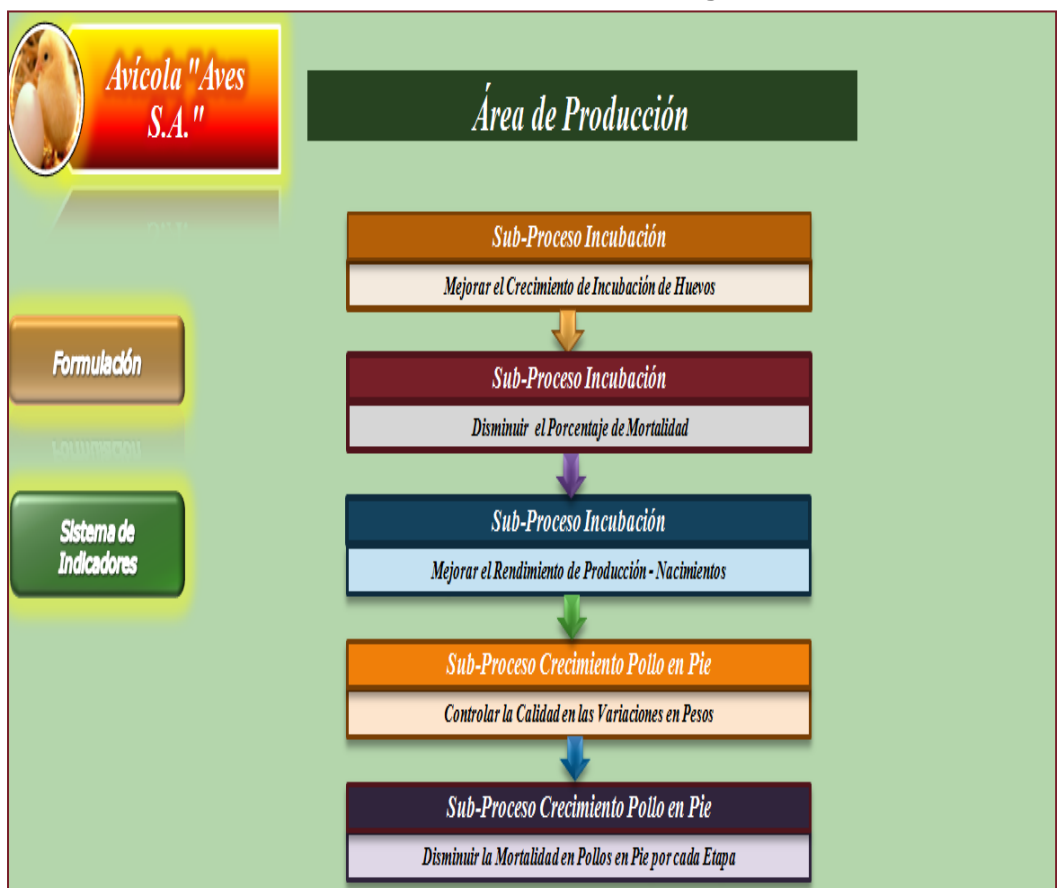 Avícola "Aves
S.A."
Área de Producción
Sub-Proceso Incubación
Mejorar el Crecimiento de Incubación de Huevos
Formulación
Sub-Proceso Incubación
Disminuir el Porcentaje de Mortalidad
Sistema de
Indicadores
Sub-Proceso Incubación
Mejorar el Rendimiento de Producción - Nacimientos
Sub-Proceso Crecimiento Pollo en Pie
Controlar la Calidad en las Variaciones en Pesos
Sub-Proceso Crecimiento Pollo en Pie
Disminuir la Mortalidad en Pollos en Pie por cada Etapa